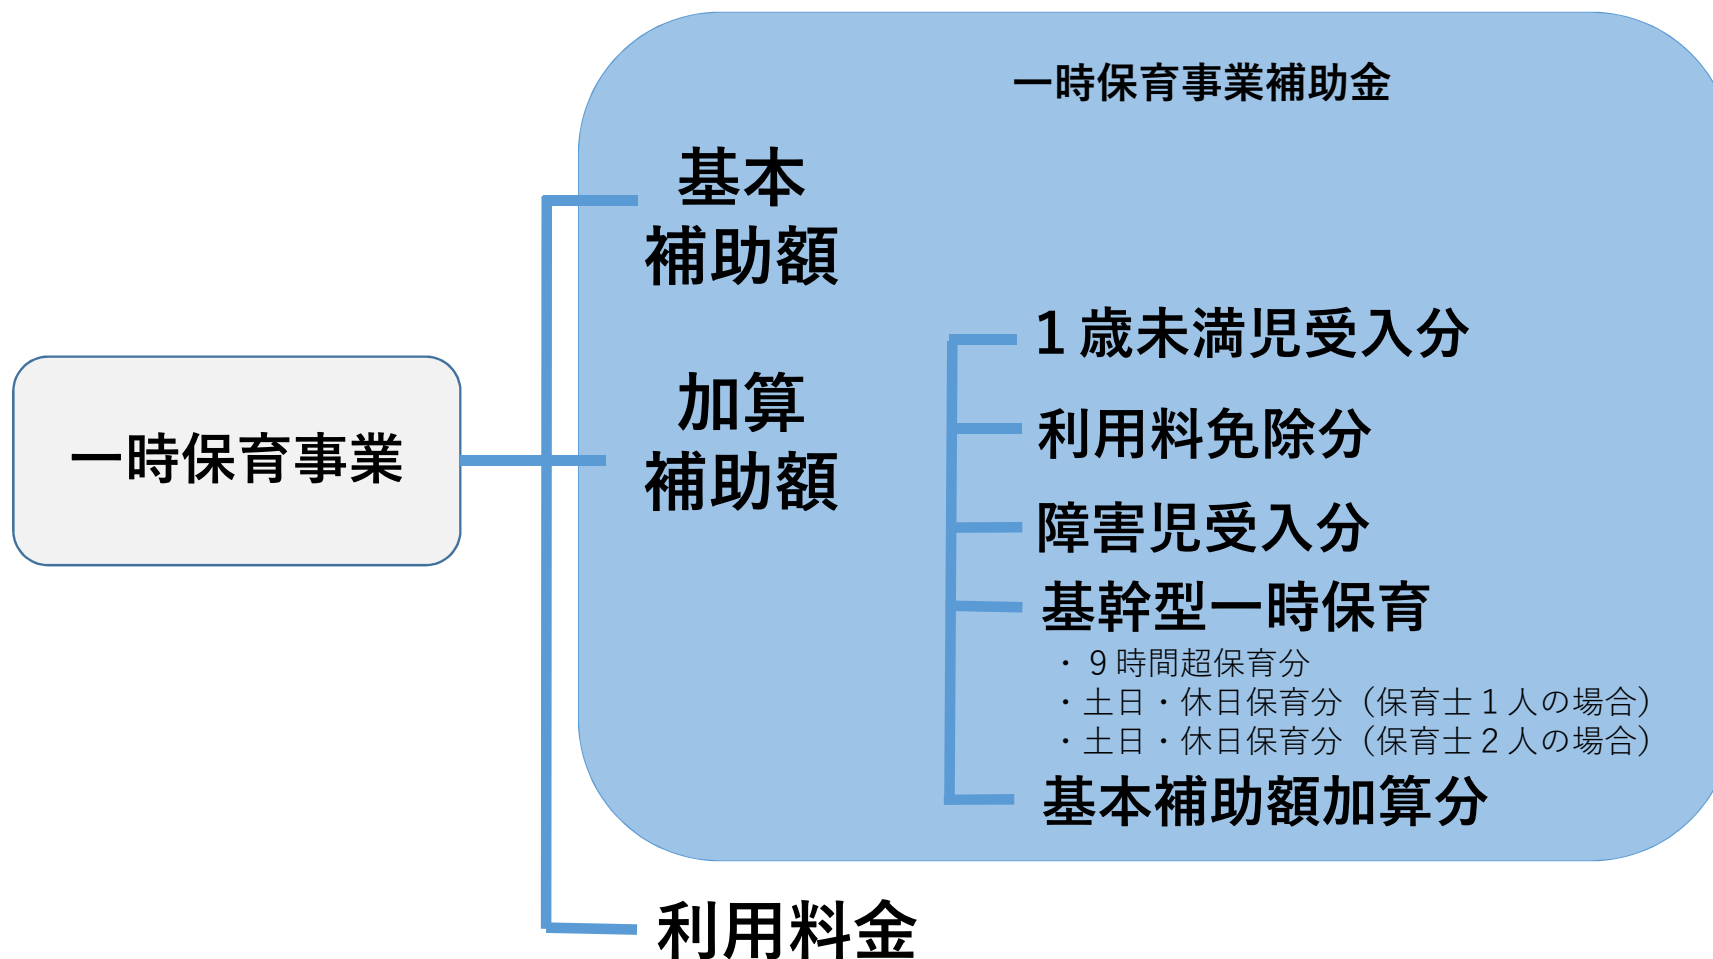 一時保育事業補助金
基本
補助額
一時保育事業
加算
補助額
１歳未満児受入分
利用料免除分
障害児受入分
基幹型一時保育
・９時間超保育分
・土日・休日保育分（保育士１人の場合）
・土日・休日保育分（保育士２人の場合）
基本補助額加算分
利用料金